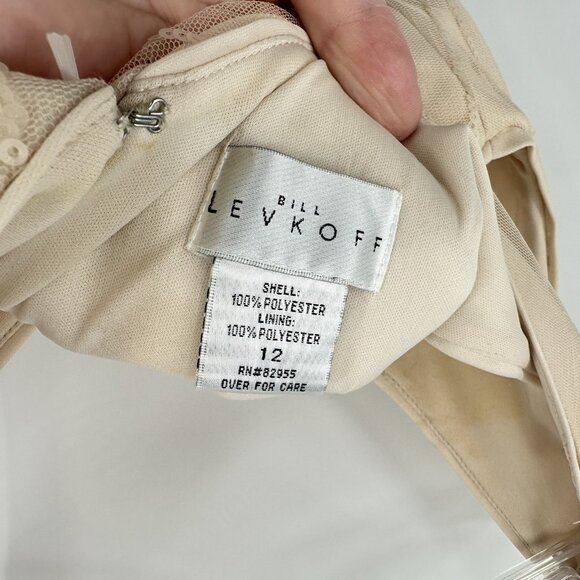 BILL
LEVKOFF
SHELL:
100% POLYESTER
LINING:
100% POLYESTER
12
RN#82955
OVER FOR CARE